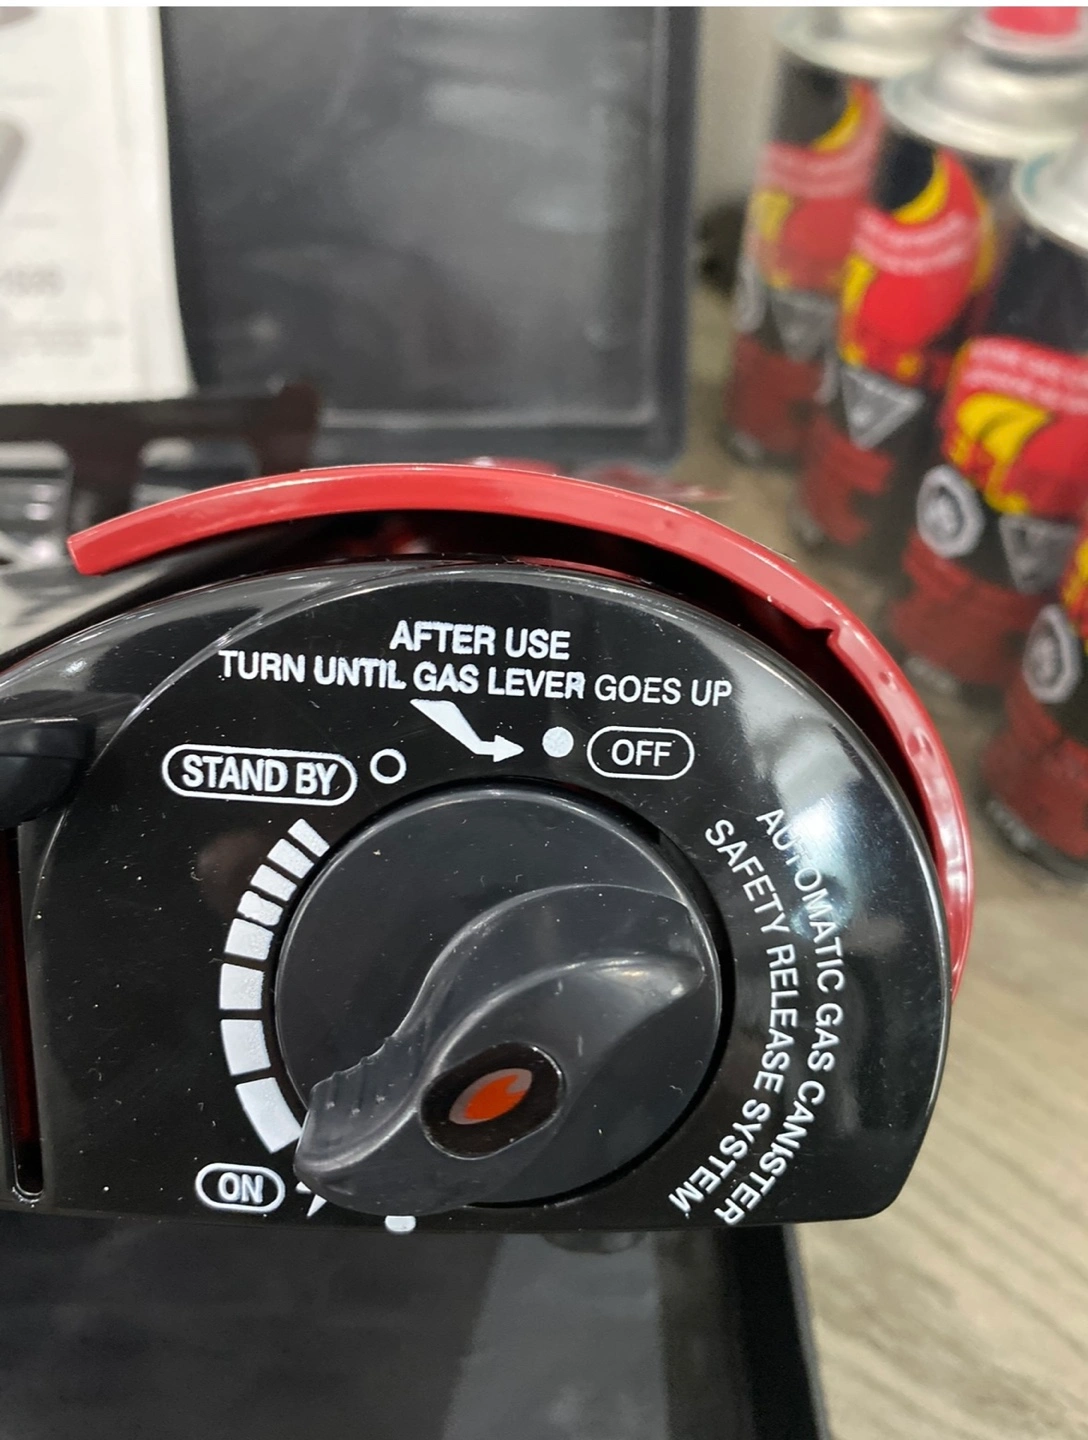 AFTER USE
TURN UNTIL GAS LEVER GOES UP
STAND BY
OFF
AUTOMATIC GAS CANISTER
SAFETY RELEASE SYSTEM
ON